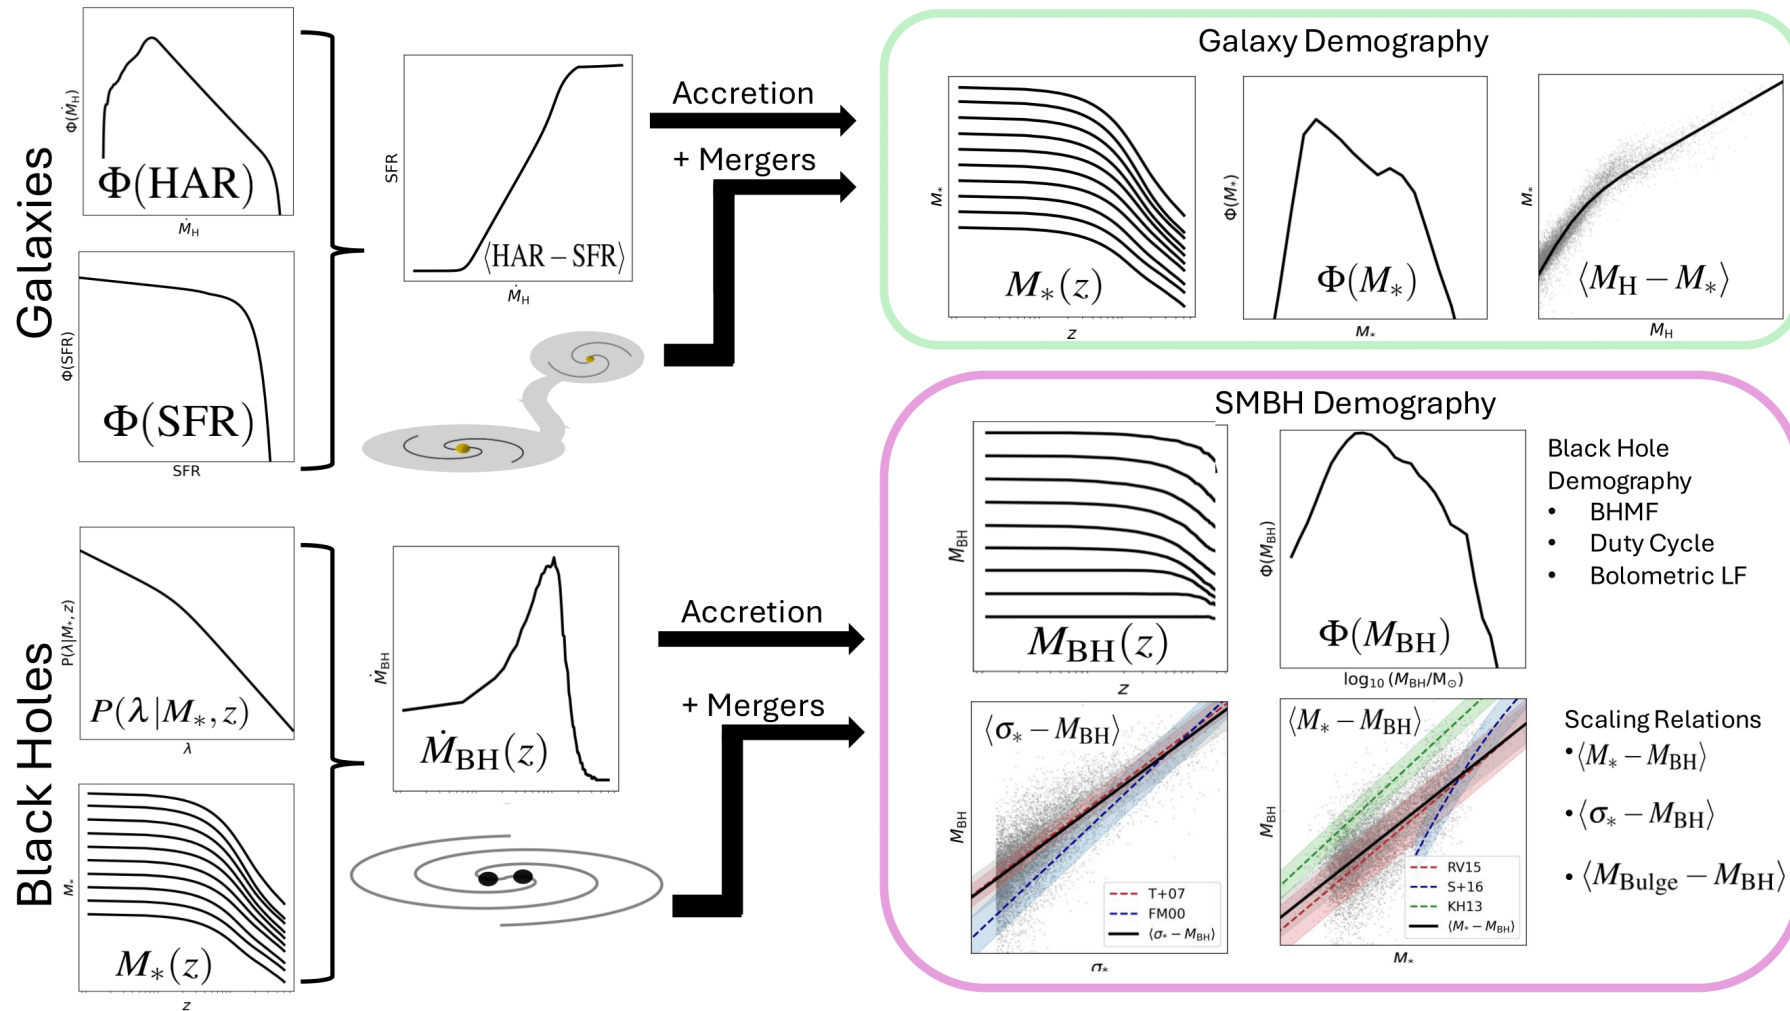 Galaxies
Φ(Ṁ_H)
Φ(HAR)
Ṁ_H
Φ(SFR)
Φ(SFR)
SFR
SFR
⟨HAR − SFR⟩
Ṁ_H
Accretion
+ Mergers
Galaxy Demography
M_*
M_*(z)
z
Φ(M_*)
Φ(M_*)
M_*
M_*
⟨M_H − M_*⟩
M_H
Black Holes
P(λ|M_*, z)
P(λ|M_*, z)
λ
M_*
M_*(z)
z
Ṁ_BH
Ṁ_BH(z)
Accretion
+ Mergers
SMBH Demography
M_BH
M_BH(z)
z
Φ(M_BH)
Φ(M_BH)
log₁₀ (M_BH/M_⊙)
Black Hole
Demography
• BHMF
• Duty Cycle
• Bolometric LF
⟨σ_* − M_BH⟩
M_BH
T+07
FM00
⟨σ_* − M_BH⟩
σ_*
⟨M_* − M_BH⟩
M_BH
RV15
S+16
KH13
⟨M_* − M_BH⟩
M_*
Scaling Relations
• ⟨M_* − M_BH⟩
• ⟨σ_* − M_BH⟩
• ⟨M_Bulge − M_BH⟩